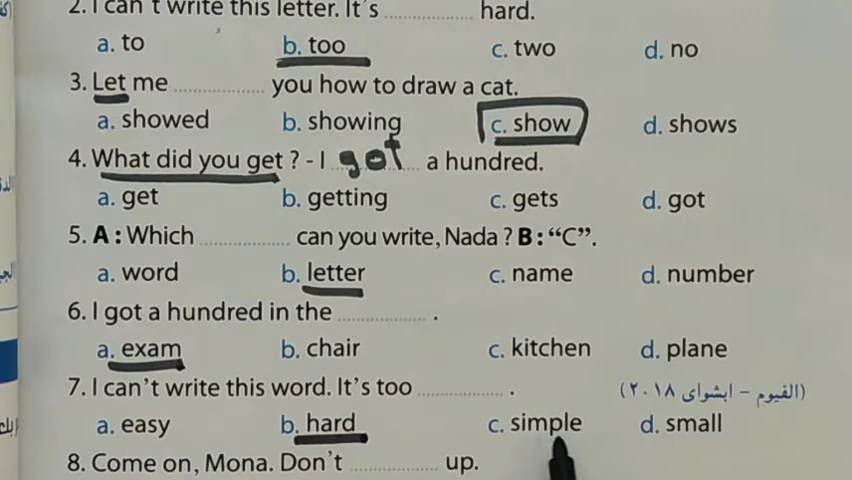 2. I can't write this letter. It's ............... hard.
a. to b. too c. two d. no
3. Let me ............... you how to draw a cat.
a. showed b. showing c. show d. shows
4. What did you get ? - I got a hundred.
a. get b. getting c. gets d. got
5. A : Which ............... can you write, Nada ? B : “C”.
a. word b. letter c. name d. number
6. I got a hundred in the ............... .
a. exam b. chair c. kitchen d. plane
7. I can't write this word. It's too ............... . (الفيوم - ابشواى ٢٠١٨)
a. easy b. hard c. simple d. small
8. Come on, Mona. Don't ............... up.